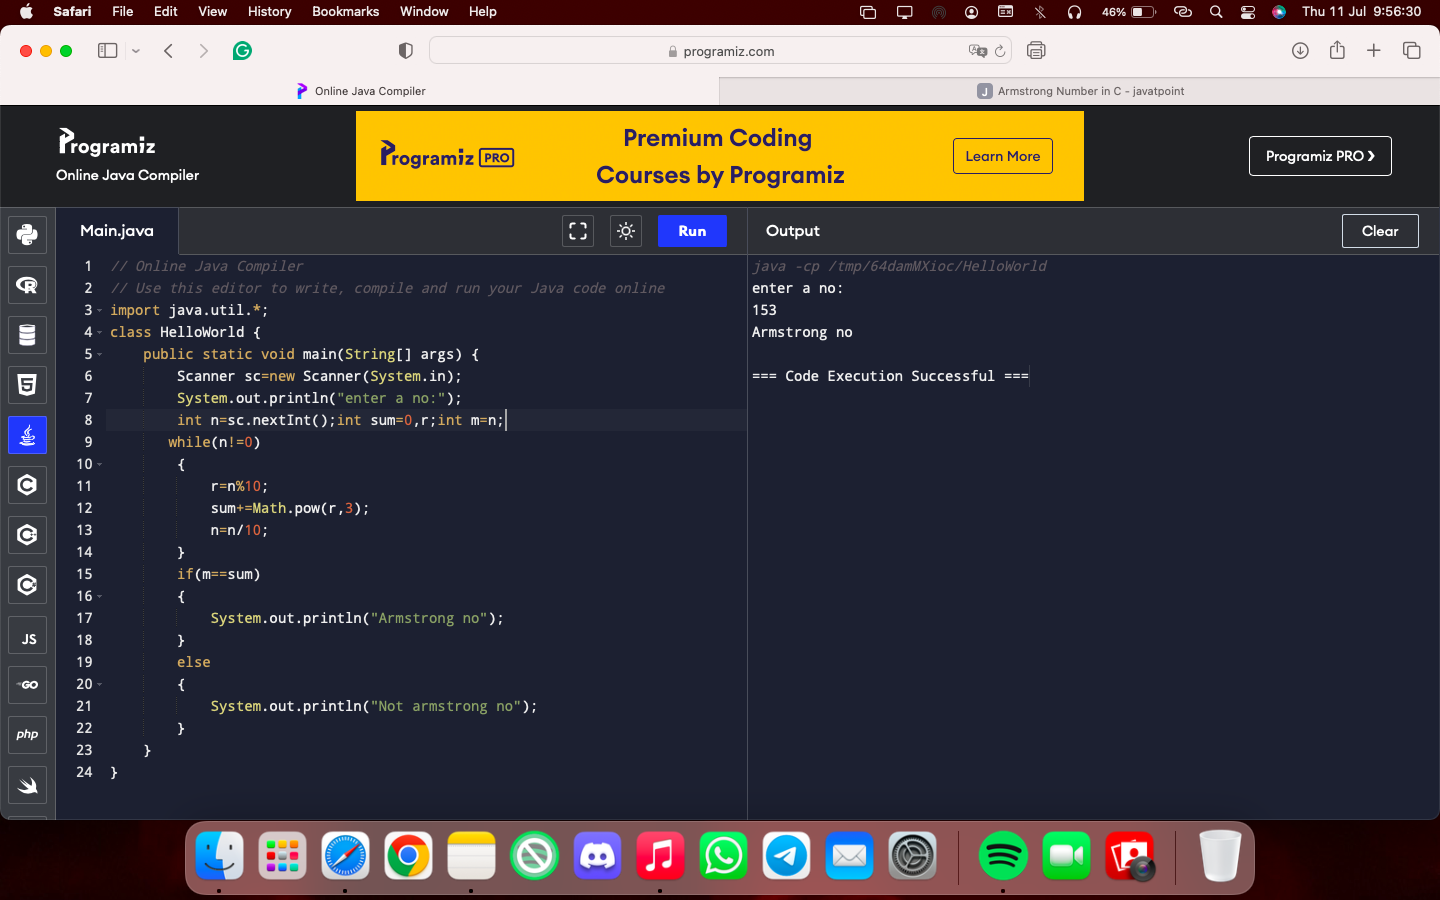 Safari File Edit View History Bookmarks Window Help 46% Thu 11 Jul 9:56:30
programiz.com
Online Java Compiler
J Armstrong Number in C - javatpoint
Programiz
Online Java Compiler
Programiz PRO
Premium Coding
Courses by Programiz
Learn More
Programiz PRO ❯
Main.java
Run
Output
Clear
1 // Online Java Compiler
2 // Use this editor to write, compile and run your Java code online
3 import java.util.*;
4 class HelloWorld {
5     public static void main(String[] args) {
6         Scanner sc=new Scanner(System.in);
7         System.out.println("enter a no:");
8         int n=sc.nextInt();int sum=0,r;int m=n;
9        while(n!=0)
10         {
11             r=n%10;
12             sum+=Math.pow(r,3);
13             n=n/10;
14         }
15         if(m==sum)
16         {
17             System.out.println("Armstrong no");
18         }
19         else
20         {
21             System.out.println("Not armstrong no");
22         }
23     }
24 }
java -cp /tmp/64damMXioc/HelloWorld
enter a no:
153
Armstrong no
=== Code Execution Successful ===
JS
GO
php